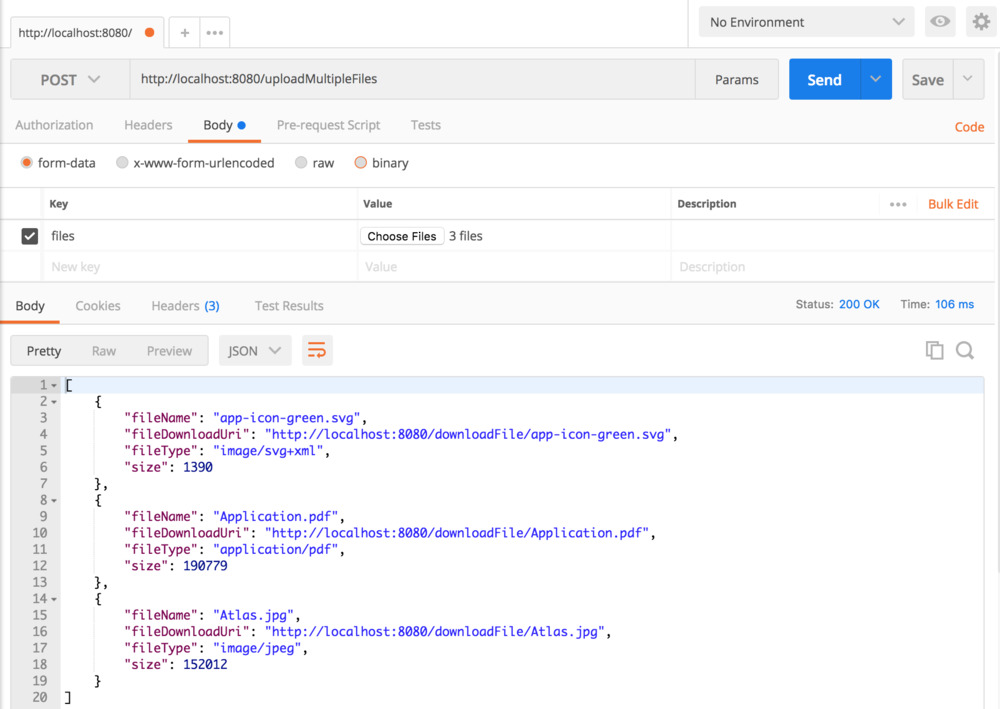 http://localhost:8080/ + ••• No Environment
POST http://localhost:8080/uploadMultipleFiles Params Send Save
Authorization Headers Body Pre-request Script Tests Code
form-data x-www-form-urlencoded raw binary
Key Value Description ••• Bulk Edit
files Choose Files 3 files
New key Value Description
Body Cookies Headers (3) Test Results Status: 200 OK Time: 106 ms
Pretty Raw Preview JSON
1 [
2 {
3 "fileName": "app-icon-green.svg",
4 "fileDownloadUri": "http://localhost:8080/downloadFile/app-icon-green.svg",
5 "fileType": "image/svg+xml",
6 "size": 1390
7 },
8 {
9 "fileName": "Application.pdf",
10 "fileDownloadUri": "http://localhost:8080/downloadFile/Application.pdf",
11 "fileType": "application/pdf",
12 "size": 190779
13 },
14 {
15 "fileName": "Atlas.jpg",
16 "fileDownloadUri": "http://localhost:8080/downloadFile/Atlas.jpg",
17 "fileType": "image/jpeg",
18 "size": 152012
19 }
20 ]